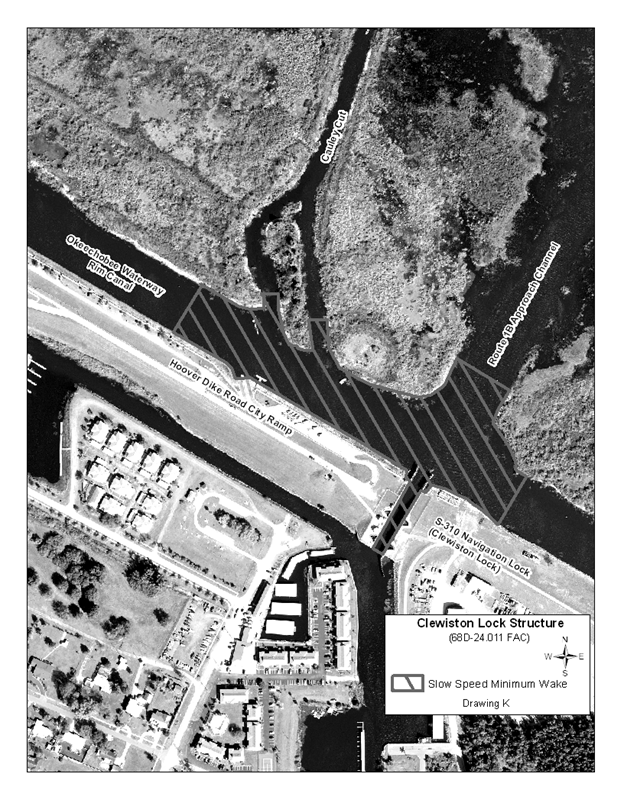 Cauley Cut
Okeechobee Waterway
Rim Canal
Route 1B Approach Channel
Hoover Dike Road City Ramp
S-310 Navigation Lock
(Clewiston Lock)
Clewiston Lock Structure
(68D-24.011 FAC)
N
W E
S
Slow Speed Minimum Wake
Drawing K